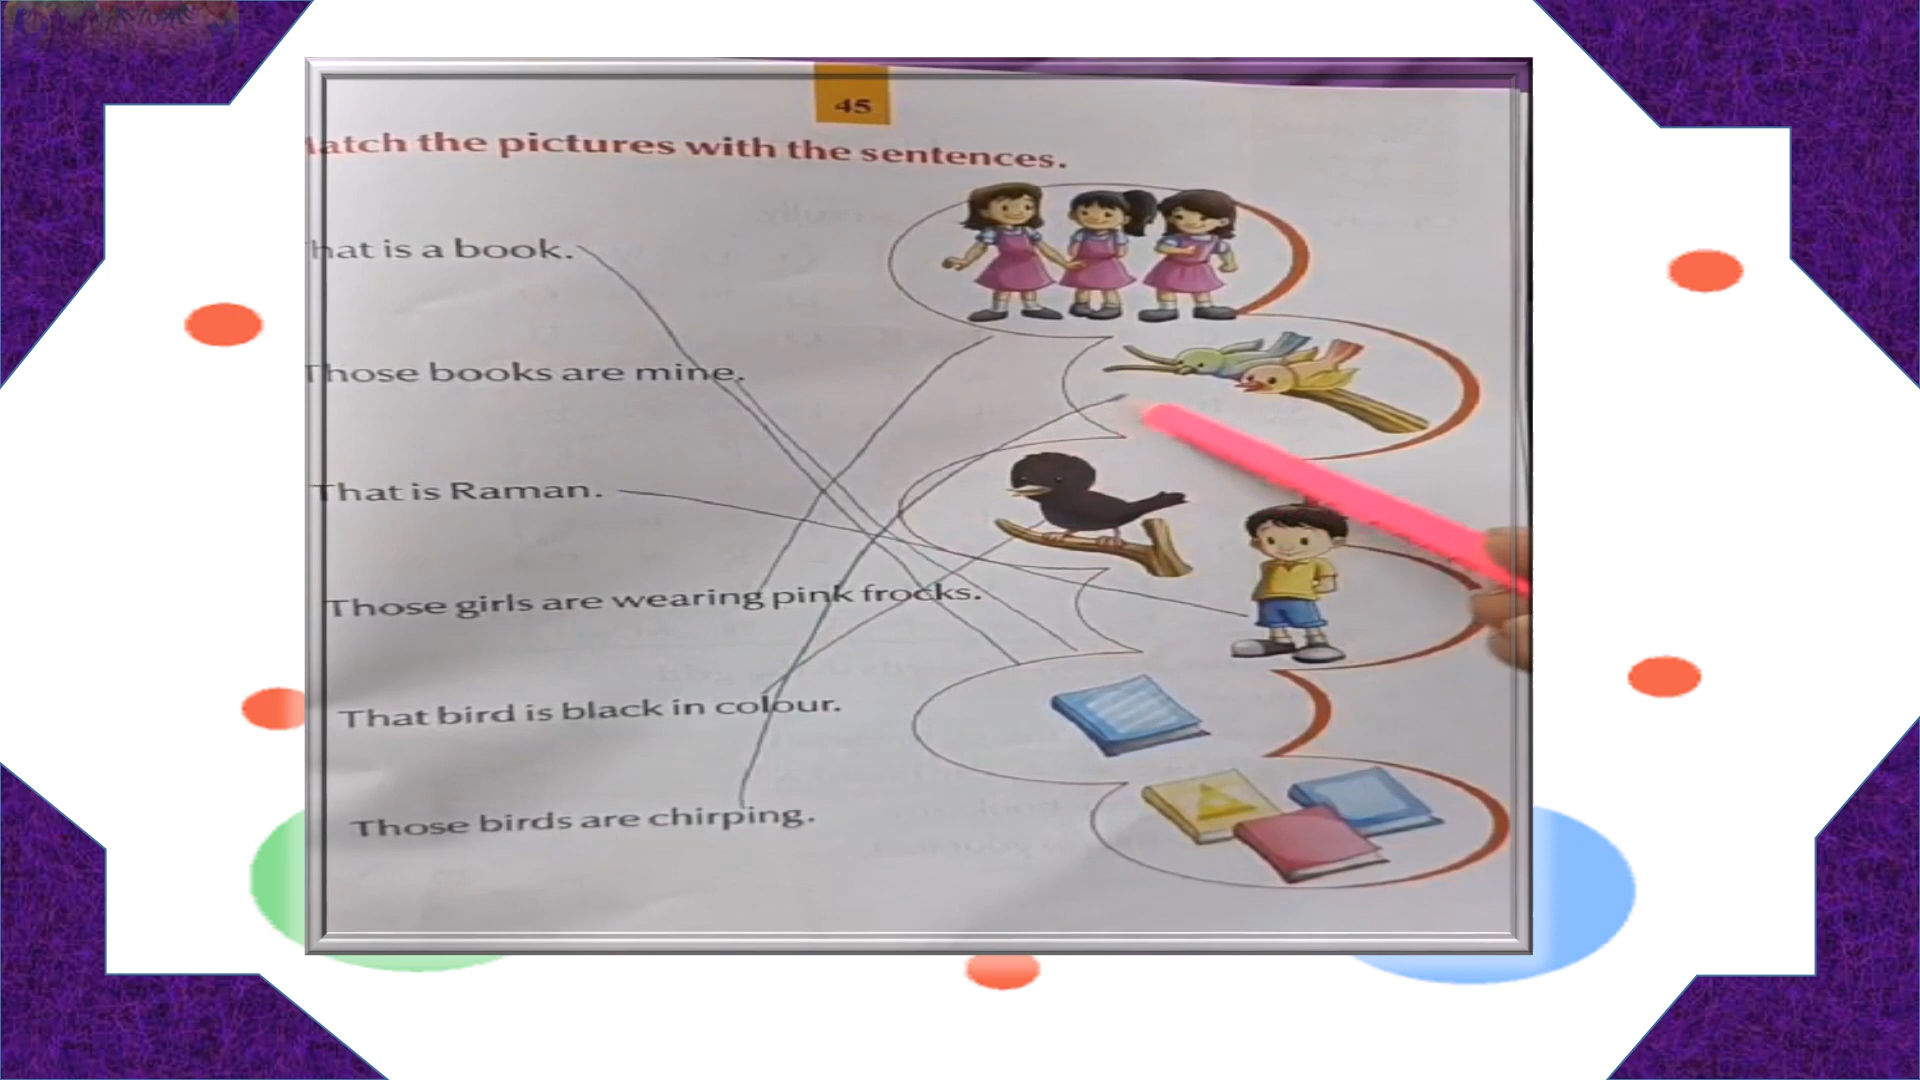 45
atch the pictures with the sentences.
hat is a book.
Those books are mine.
That is Raman.
Those girls are wearing pink frocks.
That bird is black in colour.
Those birds are chirping.